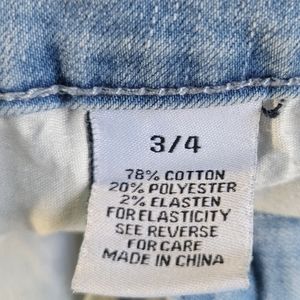 3/4
78% COTTON
20% POLYESTER
2% ELASTEN
FOR ELASTICITY
SEE REVERSE
FOR CARE
MADE IN CHINA